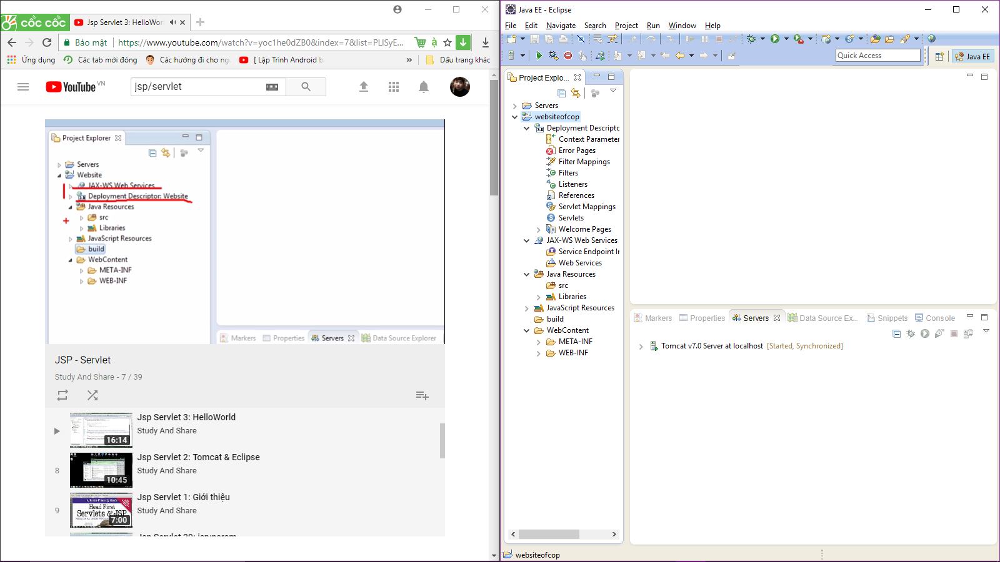 cốc cốc
Jsp Servlet 3: HelloWorl
Bảo mật
https://www.youtube.com/watch?v=yoc1he0dZB0&index=7&list=PLlSyE...
Ứng dụng
Các tab mới đóng
Các hướng đi cho ng
[ Lập Trình Android b
»
Dấu trang khác
YouTube VN
jsp/servlet
Project Explorer
Servers
Website
JAX-WS Web Services
Deployment Descriptor: Website
Java Resources
src
Libraries
JavaScript Resources
build
WebContent
META-INF
WEB-INF
Markers
Properties
Servers
Data Source Explorer
JSP - Servlet
Study And Share - 7 / 39
Jsp Servlet 3: HelloWorld
Study And Share
16:14
8
Jsp Servlet 2: Tomcat & Eclipse
Study And Share
10:45
9
Jsp Servlet 1: Giới thiệu
Study And Share
Head First
Servlets & JSP
7:00
Jsp Servlet 39: jsp:param
Java EE - Eclipse
File Edit Navigate Search Project Run Window Help
Quick Access
Java EE
Project Explo...
Servers
websiteofcop
Deployment Descripto
Context Parameter
Error Pages
Filter Mappings
Filters
Listeners
References
Servlet Mappings
Servlets
Welcome Pages
JAX-WS Web Services
Service Endpoint In
Web Services
Java Resources
src
Libraries
JavaScript Resources
build
WebContent
META-INF
WEB-INF
Markers
Properties
Servers
Data Source Ex...
Snippets
Console
Tomcat v7.0 Server at localhost [Started, Synchronized]
websiteofcop